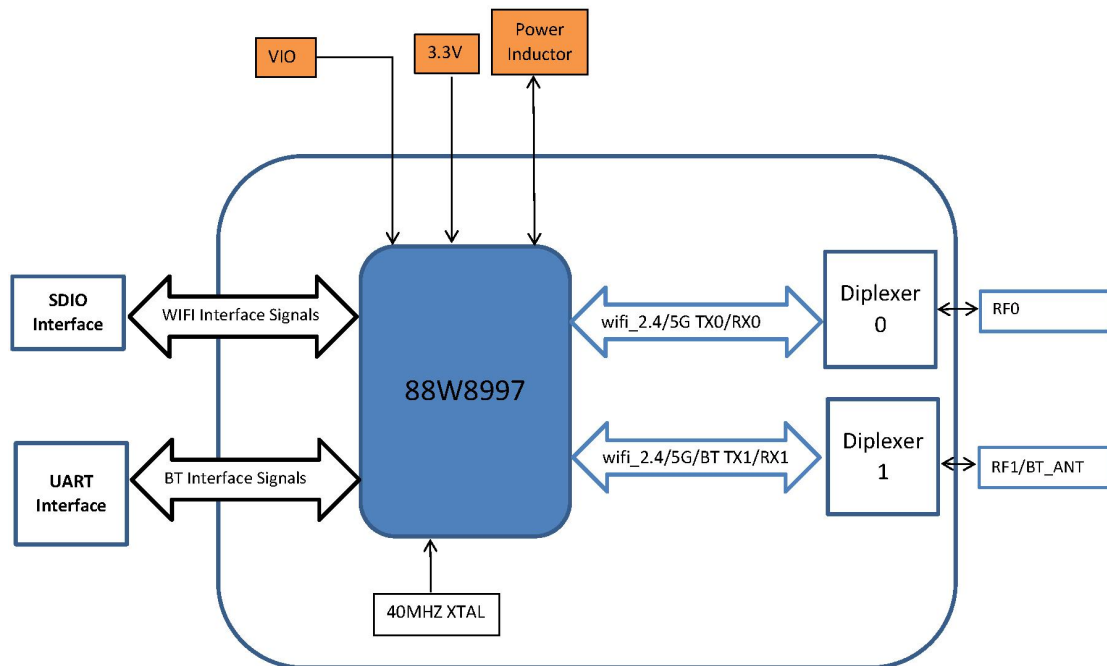 VIO
3.3V
Power
Inductor
SDIO
Interface
WIFI Interface Signals
88W8997
wifi_2.4/5G TX0/RX0
Diplexer
0
RF0
UART
Interface
BT Interface Signals
wifi_2.4/5G/BT TX1/RX1
Diplexer
1
RF1/BT_ANT
40MHZ XTAL